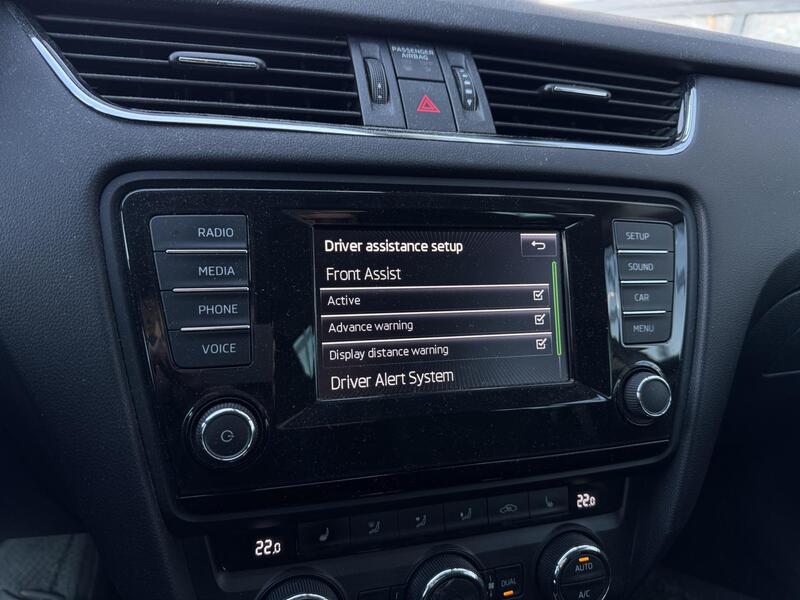 PASSENGER
AIRBAG
RADIO
MEDIA
PHONE
VOICE
Driver assistance setup
Front Assist
Active
Advance warning
Display distance warning
Driver Alert System
SETUP
SOUND
CAR
MENU
22.0
22.0
DUAL
AUTO
A/C